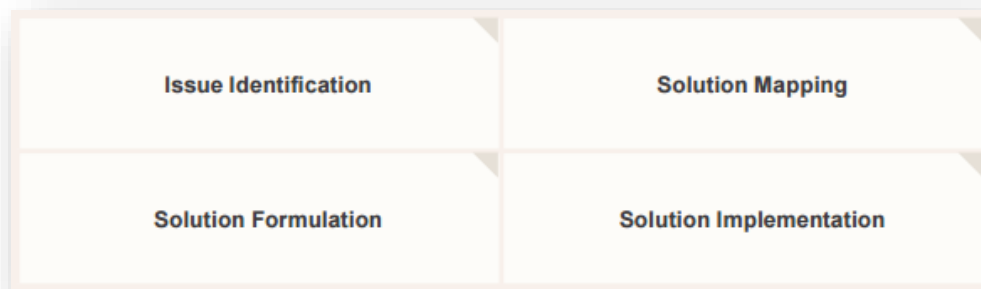 Issue Identification
Solution Mapping
Solution Formulation
Solution Implementation